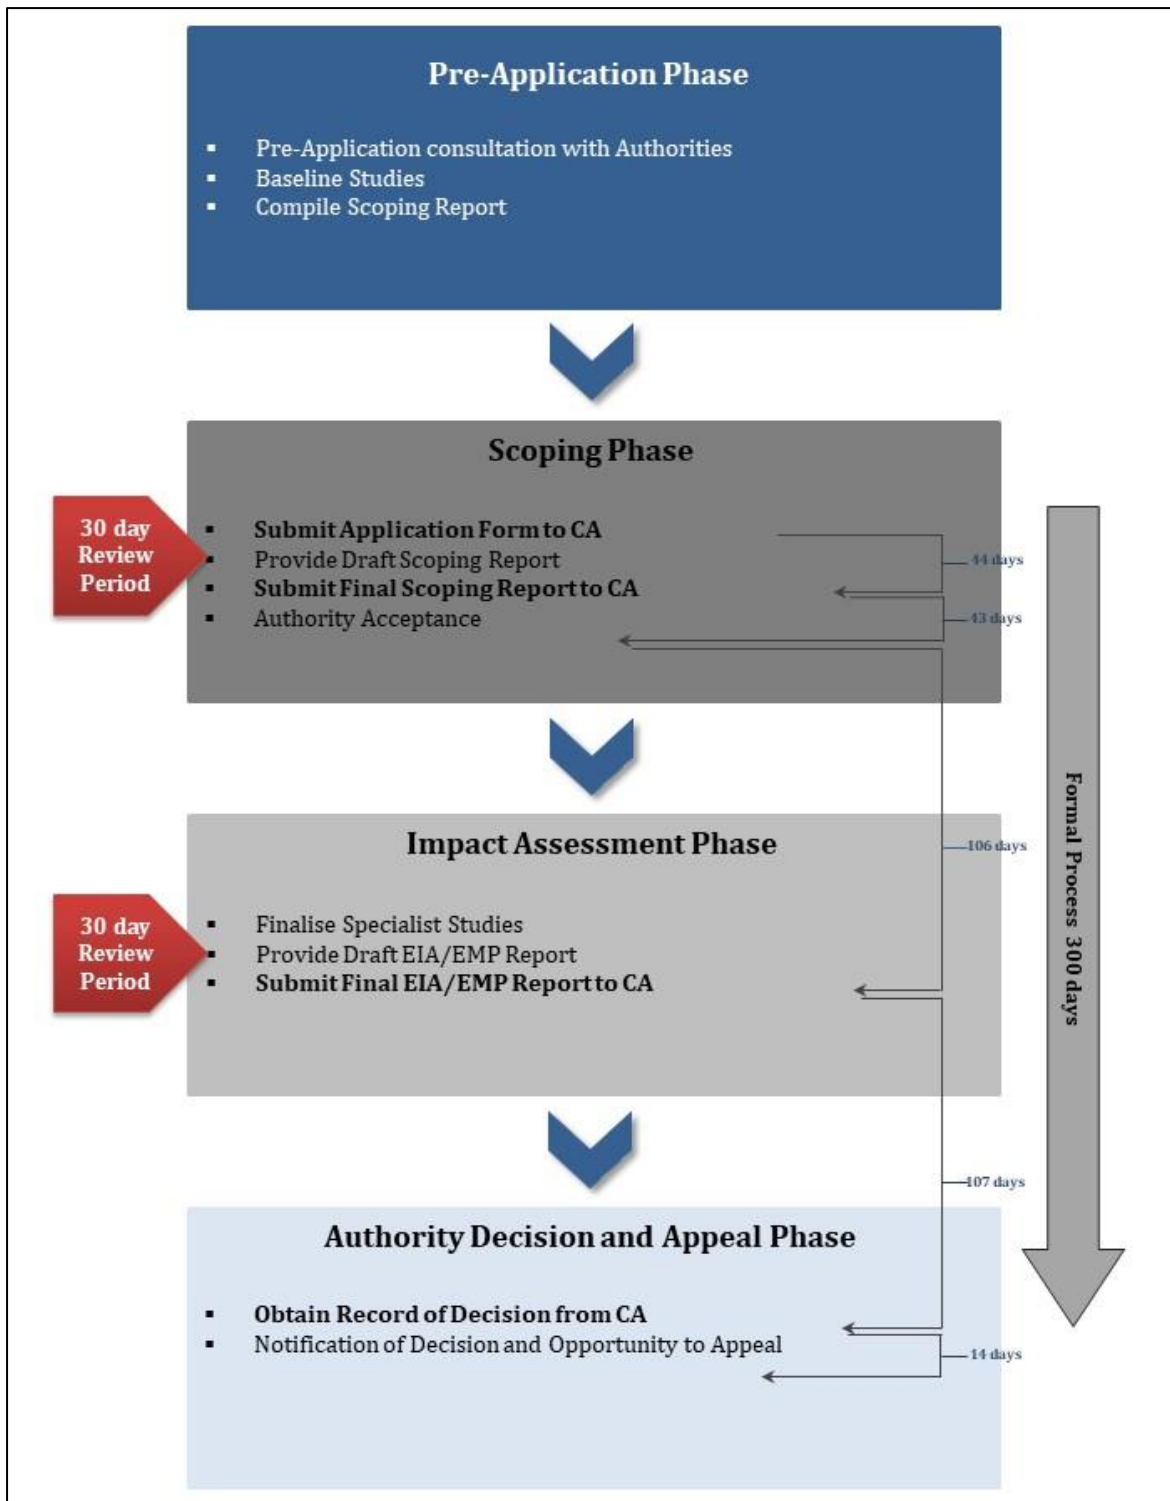 Pre-Application Phase
▪ Pre-Application consultation with Authorities
▪ Baseline Studies
▪ Compile Scoping Report
Scoping Phase
30 day
Review
Period
▪ Submit Application Form to CA
▪ Provide Draft Scoping Report
▪ Submit Final Scoping Report to CA
▪ Authority Acceptance
44 days
43 days
Impact Assessment Phase
106 days
Formal Process 300 days
30 day
Review
Period
▪ Finalise Specialist Studies
▪ Provide Draft EIA/EMP Report
▪ Submit Final EIA/EMP Report to CA
107 days
Authority Decision and Appeal Phase
▪ Obtain Record of Decision from CA
▪ Notification of Decision and Opportunity to Appeal
14 days